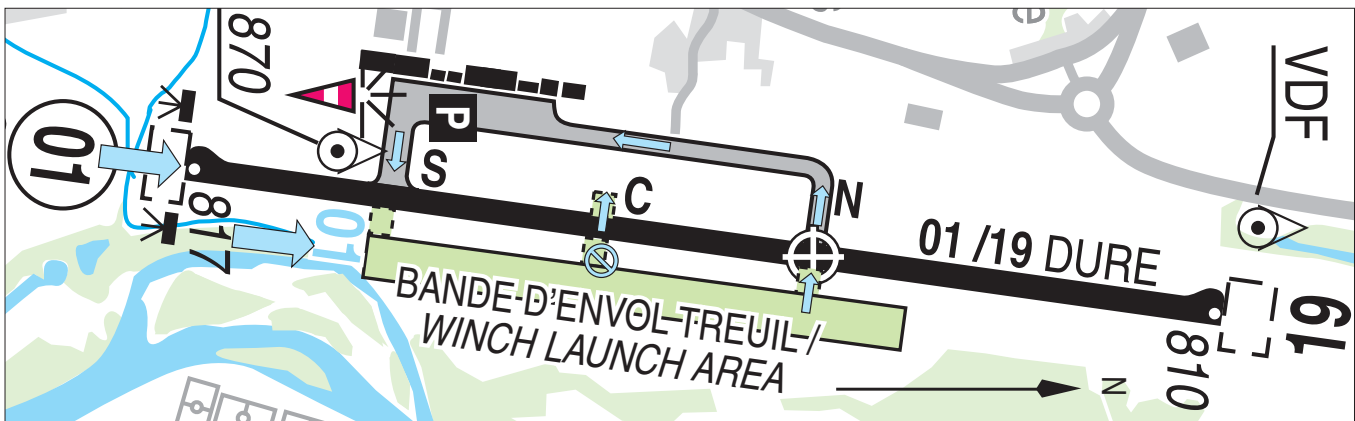 870
VDF
P
01
S
C
N
817
01
01 /19 DURE
19
810
BANDE D'ENVOL TREUIL /
WINCH LAUNCH AREA
N